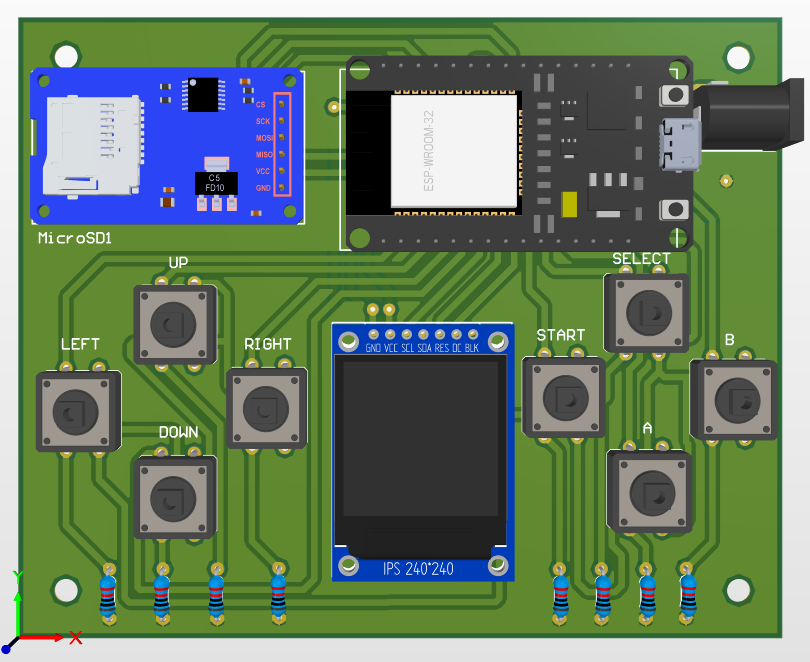 CS
SCK
MOSI
MISO
VCC
GND
C5
FD10
MicroSD1
ESP-WROOM-32
UP
SELECT
LEFT
RIGHT
START
B
GND VCC SCL SDA RES DC BLK
DOWN
A
IPS 240*240
Y
X